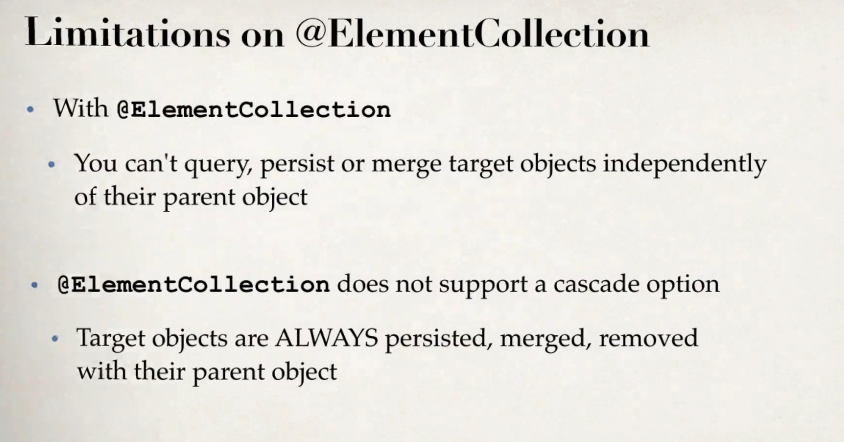 Limitations on @ElementCollection
• With @ElementCollection
• You can't query, persist or merge target objects independently
of their parent object
• @ElementCollection does not support a cascade option
• Target objects are ALWAYS persisted, merged, removed
with their parent object